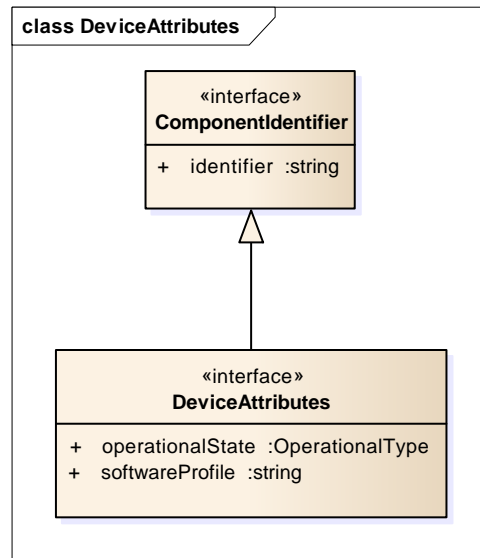 class DeviceAttributes
«interface»
ComponentIdentifier
+ identifier :string
«interface»
DeviceAttributes
+ operationalState :OperationalType
+ softwareProfile :string